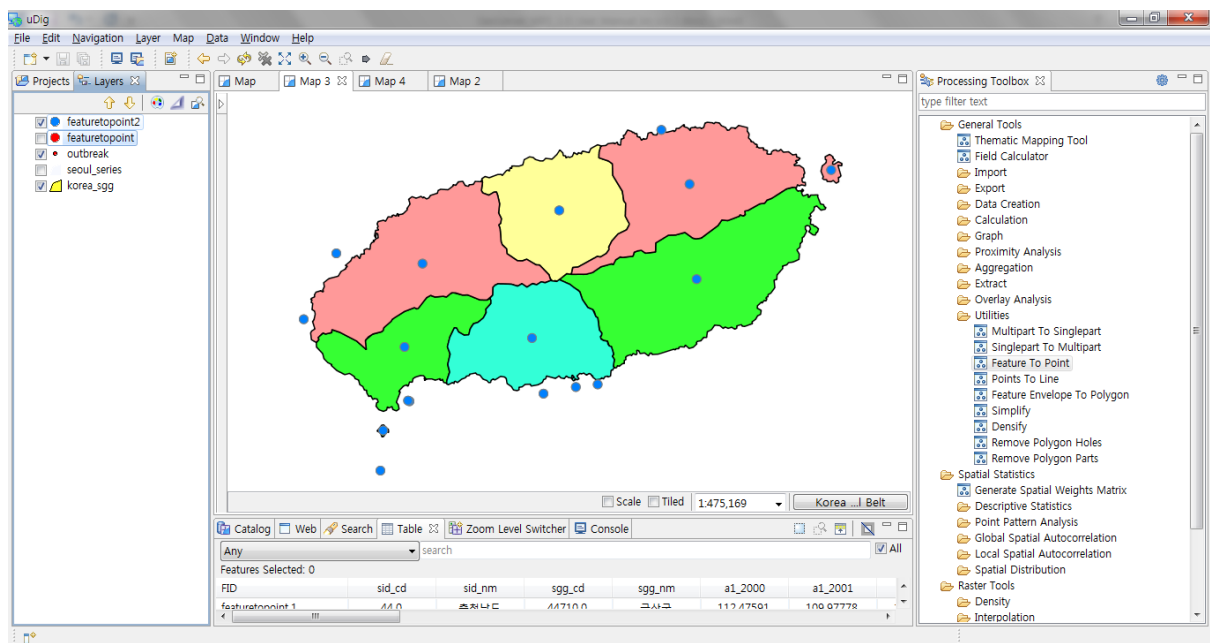 uDig
File Edit Navigation Layer Map Data Window Help
Projects Layers
featuretopoint2
featuretopoint
outbreak
seoul_series
korea_sgg
Map Map 3 Map 4 Map 2
Scale Tiled 1:475,169 Korea ...l Belt
Catalog Web Search Table Zoom Level Switcher Console
Any search All
Features Selected: 0
FID sid_cd sid_nm sgg_cd sgg_nm a1_2000 a1_2001
featuretopoint.1 44.0 충청남도 44710.0 금산군 112.47591 109.97778
Processing Toolbox
type filter text
General Tools
Thematic Mapping Tool
Field Calculator
Import
Export
Data Creation
Calculation
Graph
Proximity Analysis
Aggregation
Extract
Overlay Analysis
Utilities
Multipart To Singlepart
Singlepart To Multipart
Feature To Point
Points To Line
Feature Envelope To Polygon
Simplify
Densify
Remove Polygon Holes
Remove Polygon Parts
Spatial Statistics
Generate Spatial Weights Matrix
Descriptive Statistics
Point Pattern Analysis
Global Spatial Autocorrelation
Local Spatial Autocorrelation
Spatial Distribution
Raster Tools
Density
Interpolation